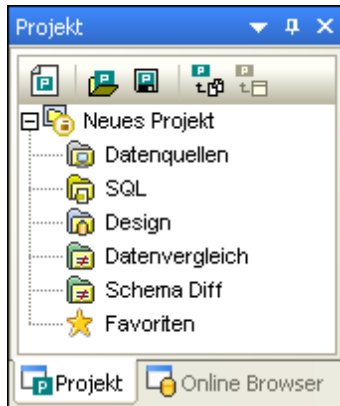 Projekt
Neues Projekt
Datenquellen
SQL
Design
Datenvergleich
Schema Diff
Favoriten
Projekt Online Browser